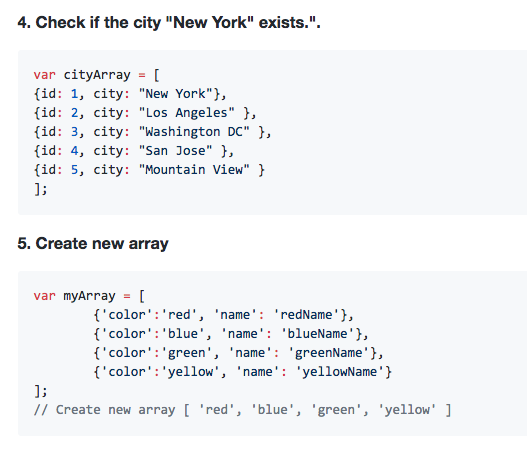 4. Check if the city "New York" exists.".
var cityArray = [
{id: 1, city: "New York"},
{id: 2, city: "Los Angeles" },
{id: 3, city: "Washington DC" },
{id: 4, city: "San Jose" },
{id: 5, city: "Mountain View" }
];
5. Create new array
var myArray = [
{'color':'red', 'name': 'redName'},
{'color':'blue', 'name': 'blueName'},
{'color':'green', 'name': 'greenName'},
{'color':'yellow', 'name': 'yellowName'}
];
// Create new array [ 'red', 'blue', 'green', 'yellow' ]